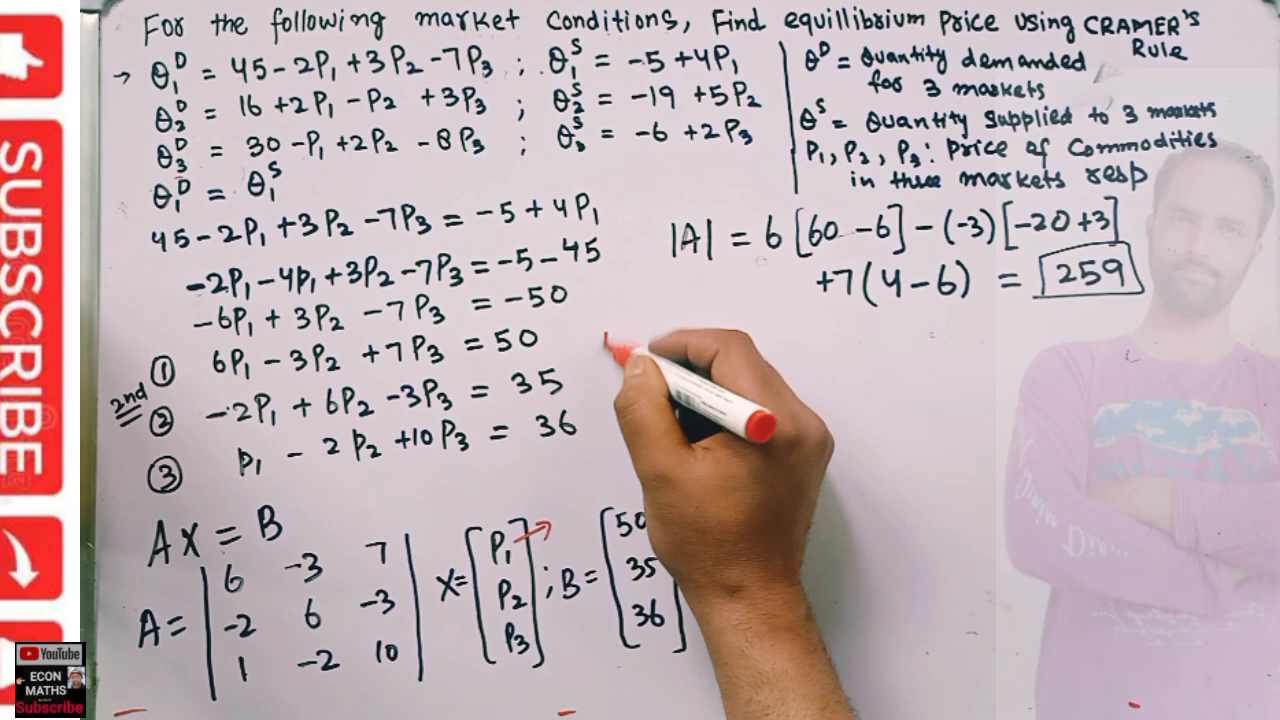 For the following market Conditions, Find equillibrium Price using CRAMER's Rule
→ Q₁ᴰ = 45-2P₁ +3P₂ -7P₃ ; Q₁ˢ = -5 +4P₁
Q₂ᴰ = 16 +2P₁ -P₂ +3P₃ ; Q₂ˢ = -19 +5P₂
Q₃ᴰ = 30 -P₁ +2P₂ -8P₃ ; Q₃ˢ = -6 +2P₃
Qᴰ = Quantity demanded
for 3 markets
Qˢ = Quantity Supplied to 3 markets
P₁, P₂, P₃ : Price of Commodities
in three markets resp
Q₁ᴰ = Q₁ˢ
45-2P₁ +3P₂ -7P₃ = -5 +4P₁
-2P₁ -4P₁ +3P₂ -7P₃ = -5-45
-6P₁ + 3P₂ - 7P₃ = -50
① 6P₁ - 3P₂ +7P₃ = 50
2nd ② -2P₁ + 6P₂ -3P₃ = 35
③ P₁ - 2P₂ +10P₃ = 36
AX = B
A = | 6 -3 7 |
| -2 6 -3 |
| 1 -2 10 |
X = [P₁ P₂ P₃] ; B = [50 35 36]
|A| = 6[60-6] -(-3)[-20+3]
+7(4-6) = 259
SUBSCRIBE
YouTube
ECON
MATHS
Subscribe